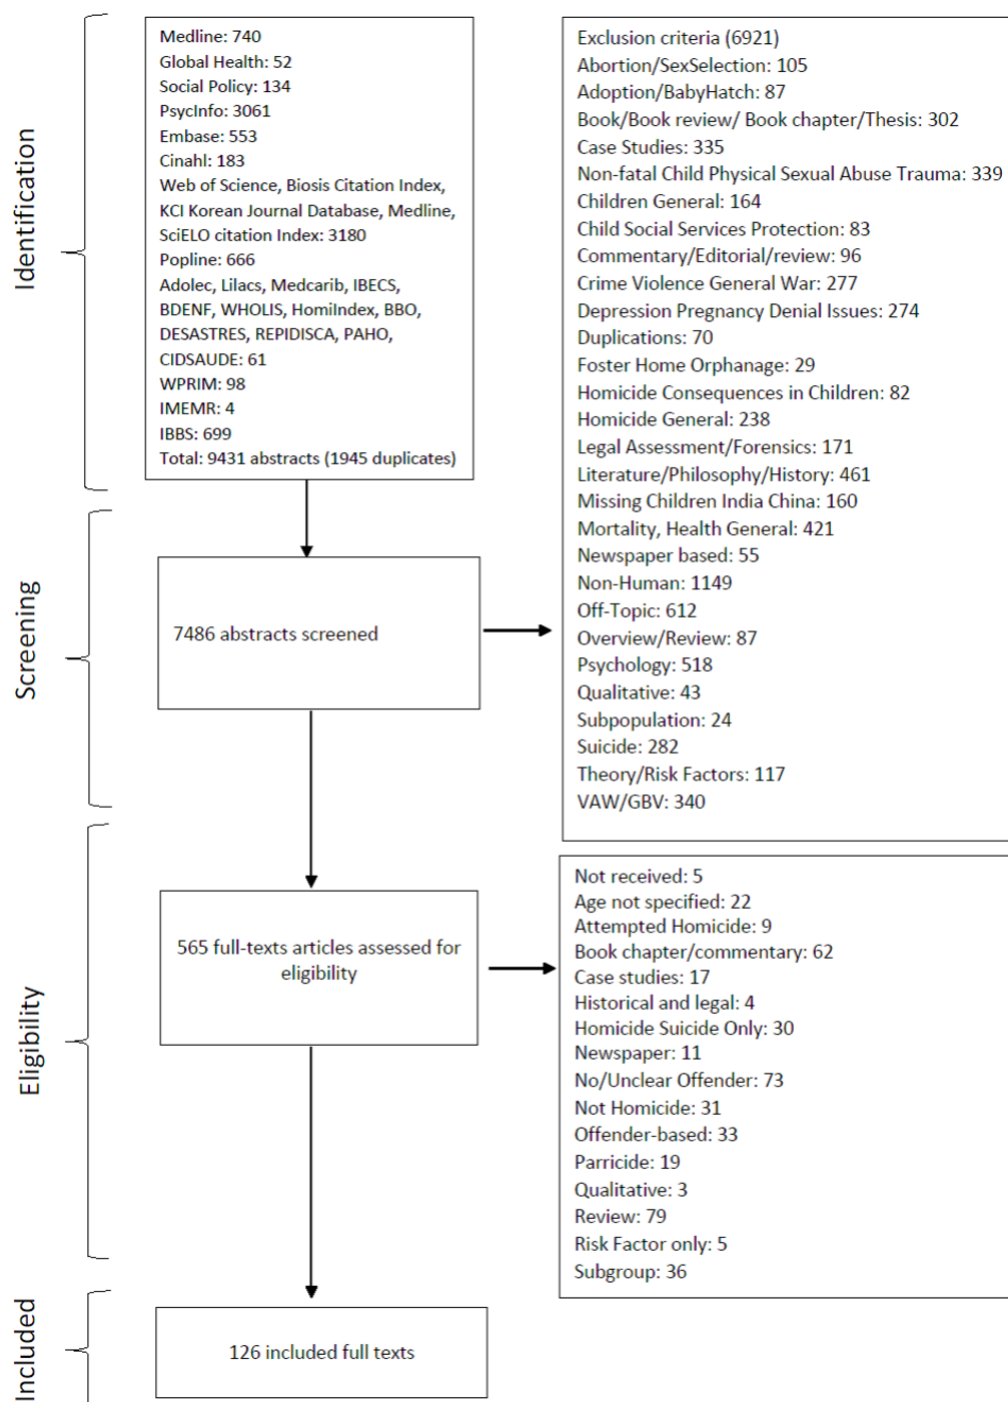 Identification
Medline: 740
Global Health: 52
Social Policy: 134
PsycInfo: 3061
Embase: 553
Cinahl: 183
Web of Science, Biosis Citation Index,
KCI Korean Journal Database, Medline,
SciELO citation Index: 3180
Popline: 666
Adolec, Lilacs, Medcarib, IBECS,
BDENF, WHOLIS, HomiIndex, BBO,
DESASTRES, REPIDISCA, PAHO,
CIDSAUDE: 61
WPRIM: 98
IMEMR: 4
IBBS: 699
Total: 9431 abstracts (1945 duplicates)
Exclusion criteria (6921)
Abortion/SexSelection: 105
Adoption/BabyHatch: 87
Book/Book review/ Book chapter/Thesis: 302
Case Studies: 335
Non-fatal Child Physical Sexual Abuse Trauma: 339
Children General: 164
Child Social Services Protection: 83
Commentary/Editorial/review: 96
Crime Violence General War: 277
Depression Pregnancy Denial Issues: 274
Duplications: 70
Foster Home Orphanage: 29
Homicide Consequences in Children: 82
Homicide General: 238
Legal Assessment/Forensics: 171
Literature/Philosophy/History: 461
Missing Children India China: 160
Mortality, Health General: 421
Newspaper based: 55
Non-Human: 1149
Off-Topic: 612
Overview/Review: 87
Psychology: 518
Qualitative: 43
Subpopulation: 24
Suicide: 282
Theory/Risk Factors: 117
VAW/GBV: 340
Screening
7486 abstracts screened
Eligibility
565 full-texts articles assessed for
eligibility
Not received: 5
Age not specified: 22
Attempted Homicide: 9
Book chapter/commentary: 62
Case studies: 17
Historical and legal: 4
Homicide Suicide Only: 30
Newspaper: 11
No/Unclear Offender: 73
Not Homicide: 31
Offender-based: 33
Parricide: 19
Qualitative: 3
Review: 79
Risk Factor only: 5
Subgroup: 36
Included
126 included full texts